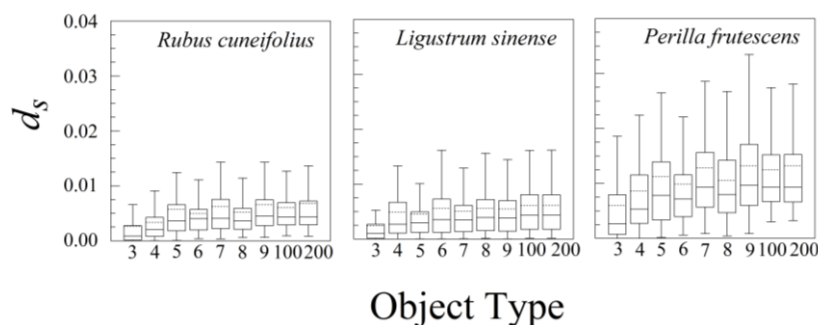 0.04
0.03
0.02
0.01
0.00
d_s
Rubus cuneifolius
Ligustrum sinense
Perilla frutescens
3 4 5 6 7 8 9 100 200
3 4 5 6 7 8 9 100 200
3 4 5 6 7 8 9 100 200
Object Type